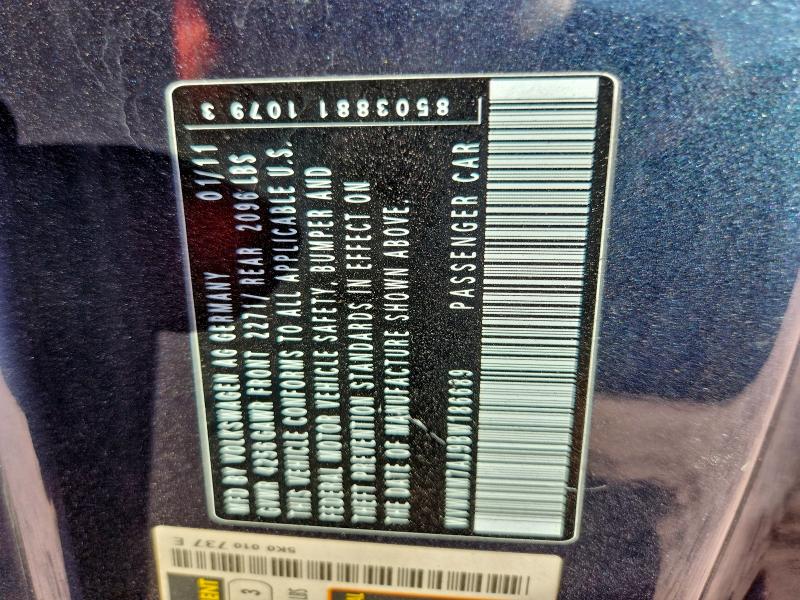 MFD BY VOLKSWAGEN AG GERMANY 01/11
GVWR 4255 GAWR FRONT 2271/ REAR 2096 LBS
THIS VEHICLE CONFORMS TO ALL APPLICABLE U.S.
FEDERAL MOTOR VEHICLE SAFETY, BUMPER AND
THEFT PREVENTION STANDARDS IN EFFECT ON
THE DATE OF MANUFACTURE SHOWN ABOVE.
PASSENGER CAR
8503881 1079 3
5K0 010 737 E
3
LBS